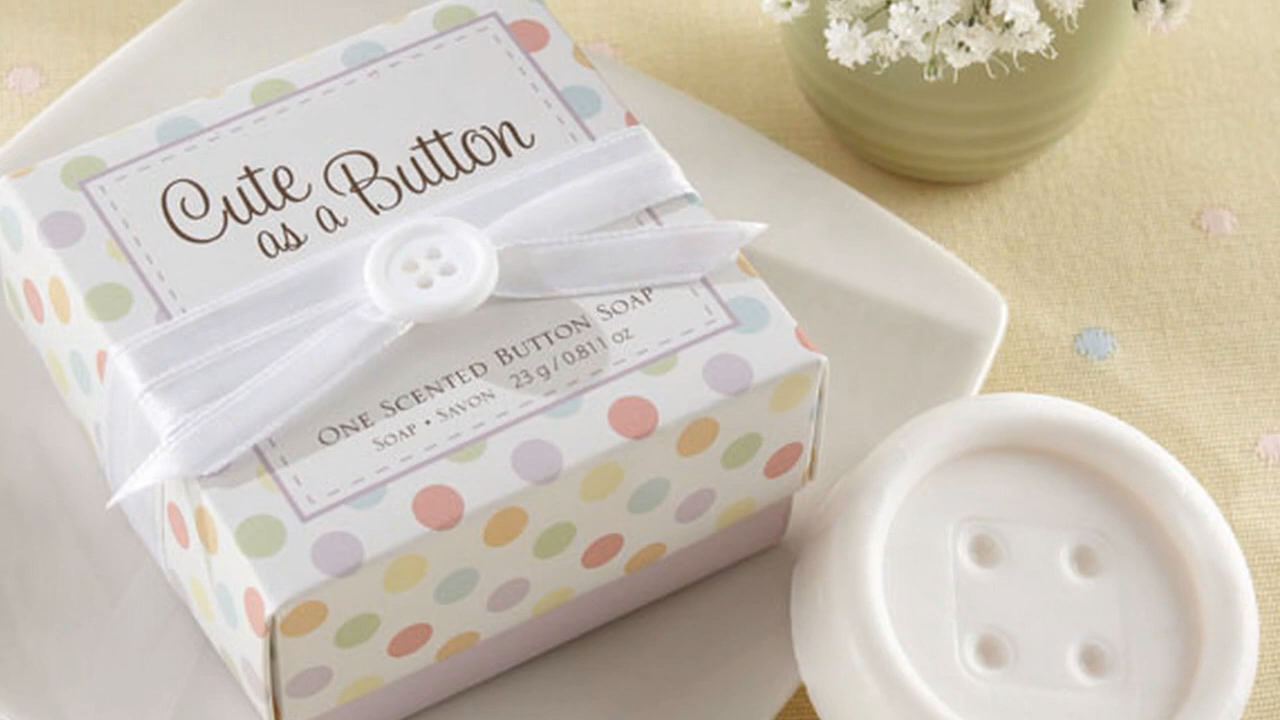 Cute
as a Button
One Scented Button Soap
Soap • Savon 23 g / 0.811 oz